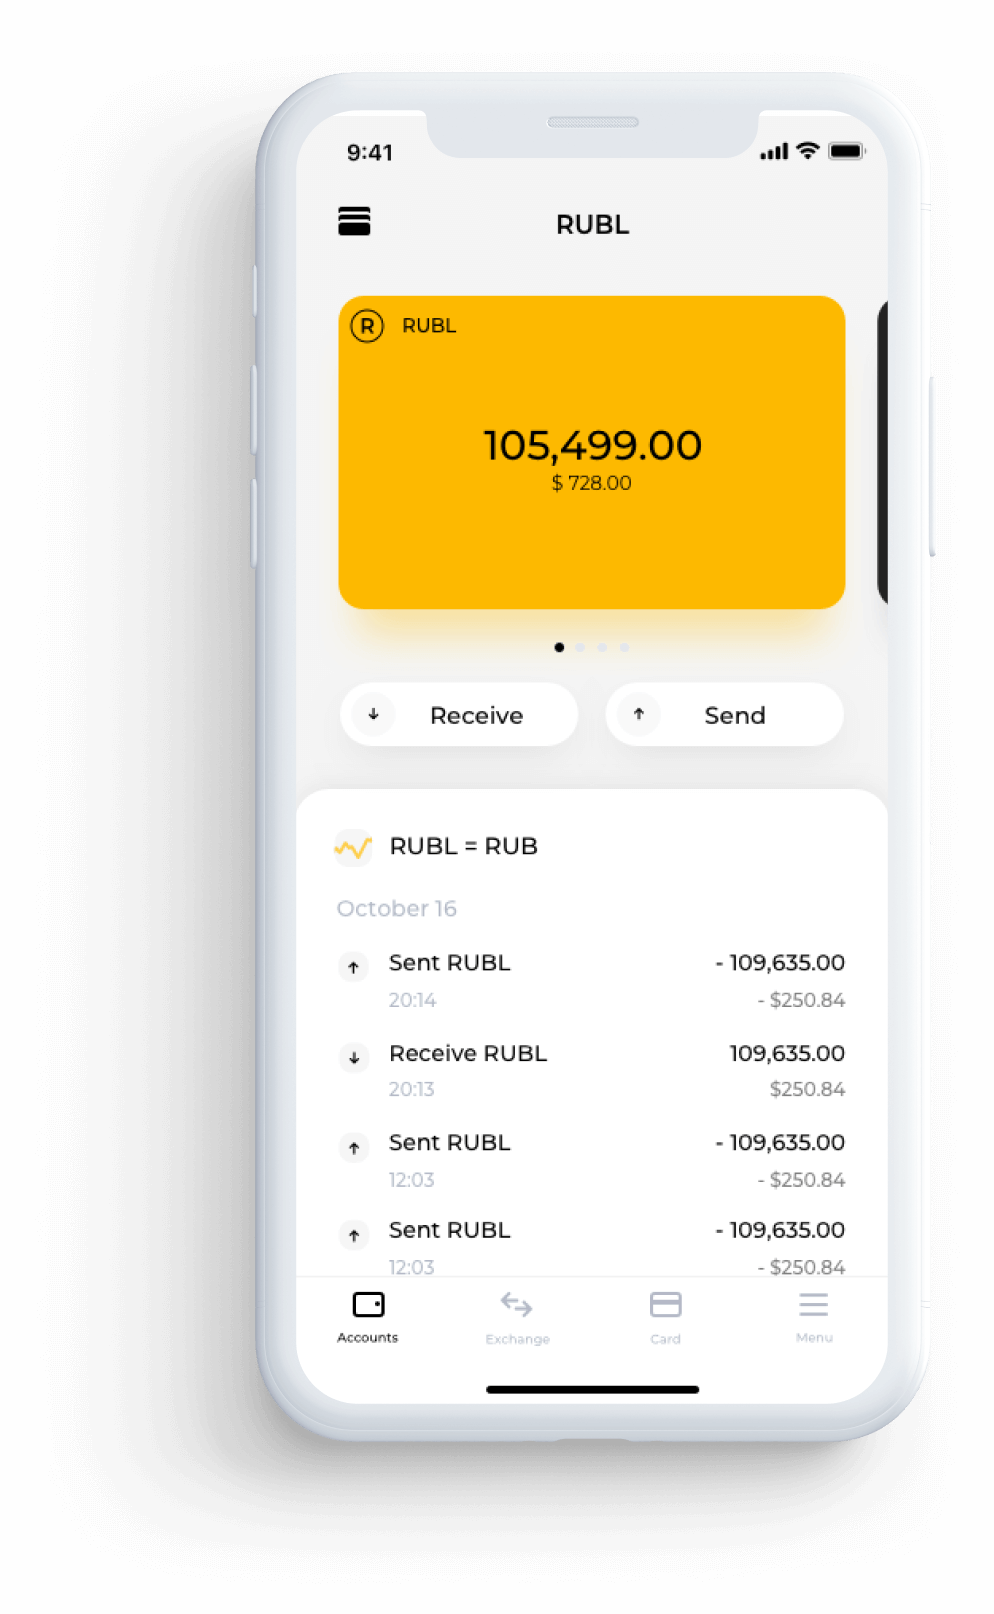 9:41
RUBL
R RUBL
105,499.00
$ 728.00
Receive Send
RUBL = RUB
October 16
Sent RUBL - 109,635.00
20:14 - $250.84
Receive RUBL 109,635.00
20:13 $250.84
Sent RUBL - 109,635.00
12:03 - $250.84
Sent RUBL - 109,635.00
12:03 - $250.84
Accounts Exchange Card Menu